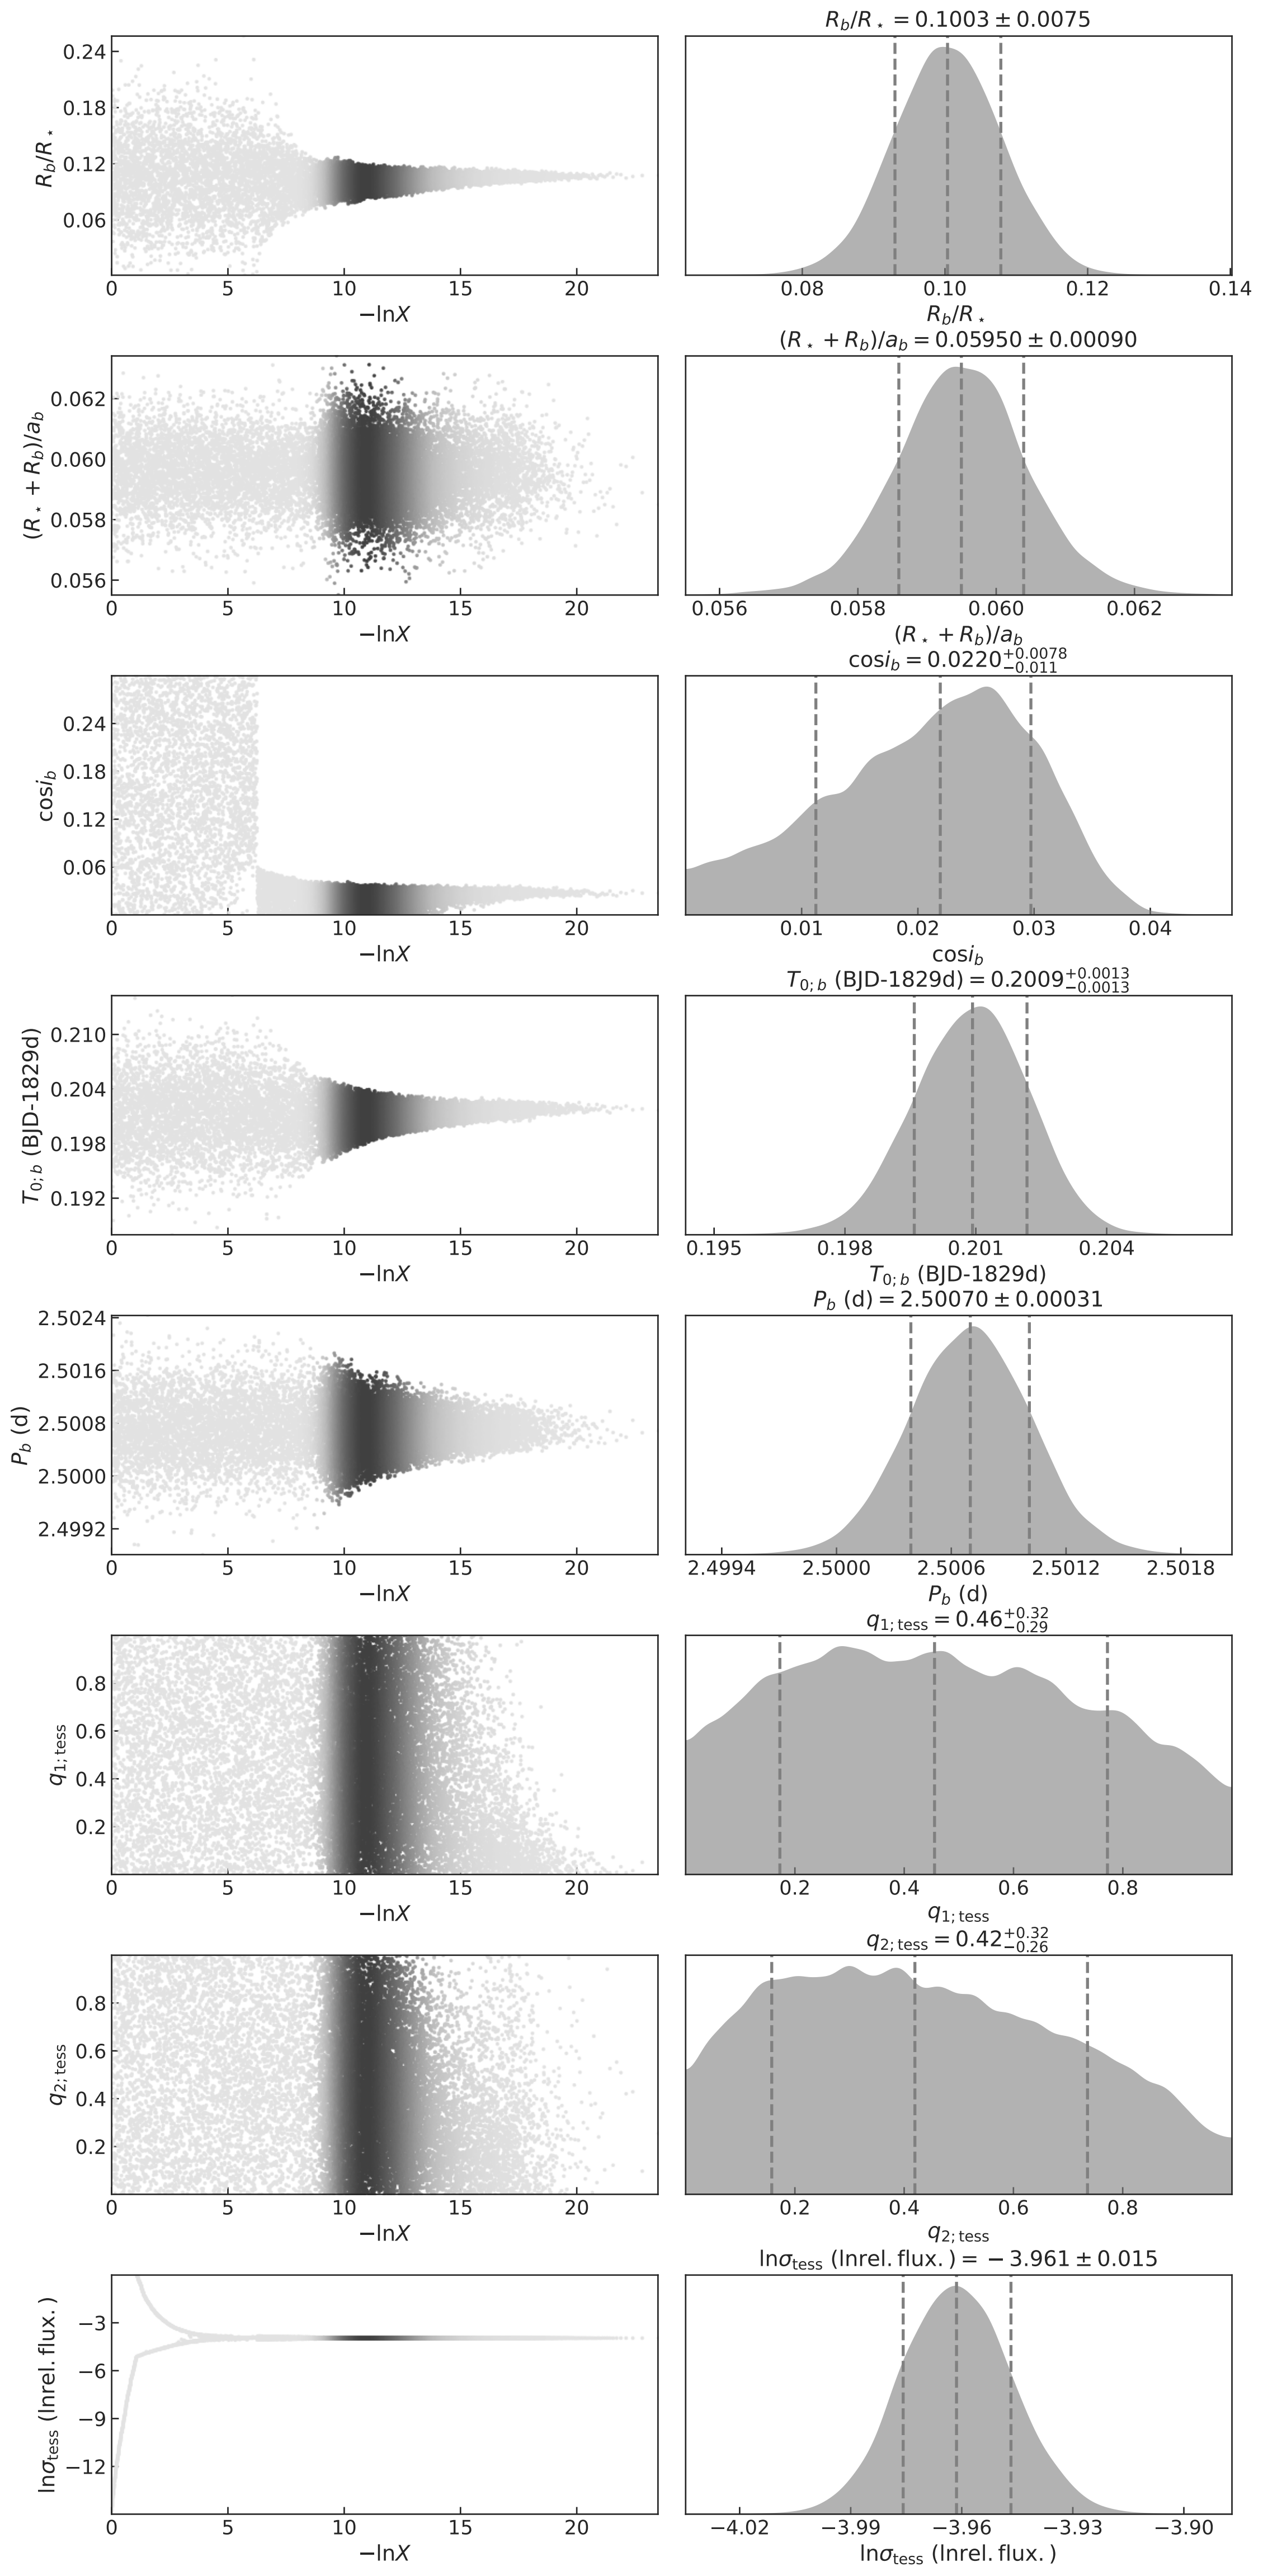 R_b/R⋆ = 0.1003 ± 0.0075
R_b/R⋆
0.24
0.18
0.12
0.06
0 5 10 15 20
0.08 0.10 0.12 0.14
−lnX
R_b/R⋆
(R⋆ + R_b)/a_b = 0.05950 ± 0.00090
(R⋆ + R_b)/a_b
0.062
0.060
0.058
0.056
0 5 10 15 20
0.056 0.058 0.060 0.062
−lnX
(R⋆ + R_b)/a_b
cosi_b = 0.0220^{+0.0078}_{−0.011}
cosi_b
0.24
0.18
0.12
0.06
0 5 10 15 20
0.01 0.02 0.03 0.04
−lnX
cosi_b
T_{0;b} (BJD-1829d) = 0.2009^{+0.0013}_{−0.0013}
T_{0;b} (BJD-1829d)
0.210
0.204
0.198
0.192
0 5 10 15 20
0.195 0.198 0.201 0.204
−lnX
T_{0;b} (BJD-1829d)
P_b (d) = 2.50070 ± 0.00031
P_b (d)
2.5024
2.5016
2.5008
2.5000
2.4992
0 5 10 15 20
2.4994 2.5000 2.5006 2.5012 2.5018
−lnX
P_b (d)
q_{1;tess} = 0.46^{+0.32}_{−0.29}
q_{1;tess}
0.8
0.6
0.4
0.2
0 5 10 15 20
0.2 0.4 0.6 0.8
−lnX
q_{1;tess}
q_{2;tess} = 0.42^{+0.32}_{−0.26}
q_{2;tess}
0.8
0.6
0.4
0.2
0 5 10 15 20
0.2 0.4 0.6 0.8
−lnX
q_{2;tess}
lnσ_tess (lnrel. flux. ) = − 3.961 ± 0.015
lnσ_tess (lnrel. flux. )
−3
−6
−9
−12
0 5 10 15 20
−4.02 −3.99 −3.96 −3.93 −3.90
−lnX
lnσ_tess (lnrel. flux. )